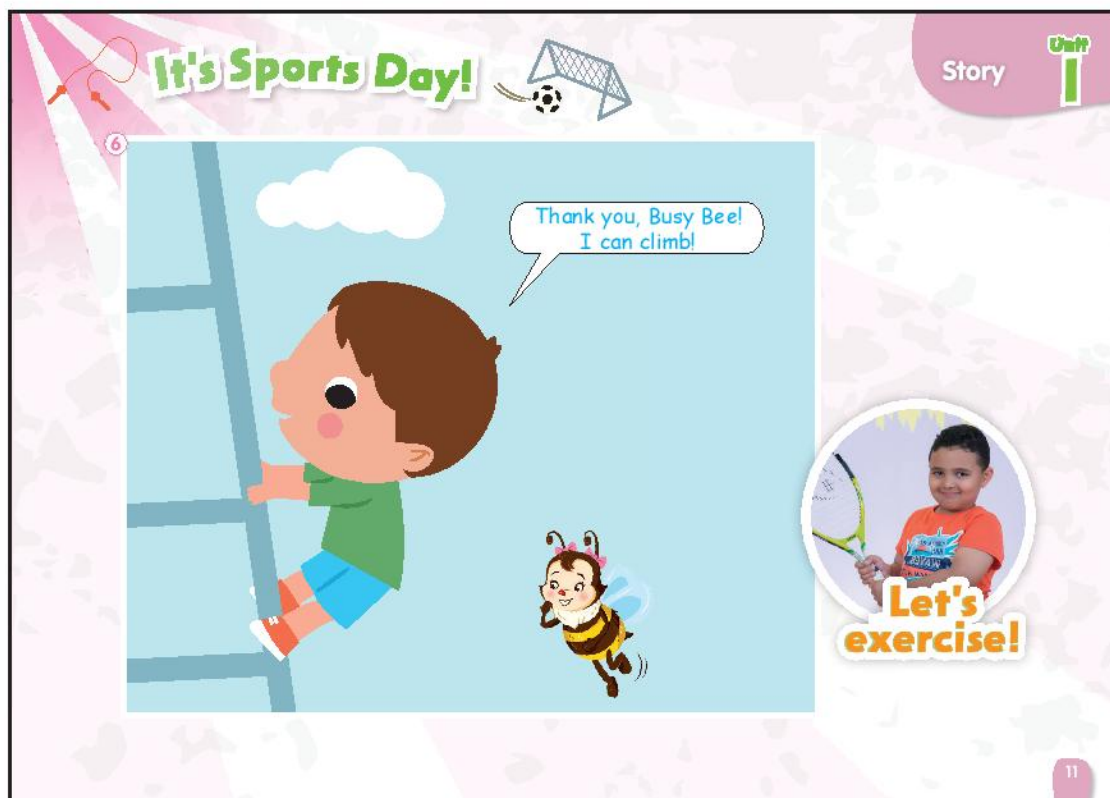 It's Sports Day!
Story
Unit
1
6
Thank you, Busy Bee!
I can climb!
Let's
exercise!
11